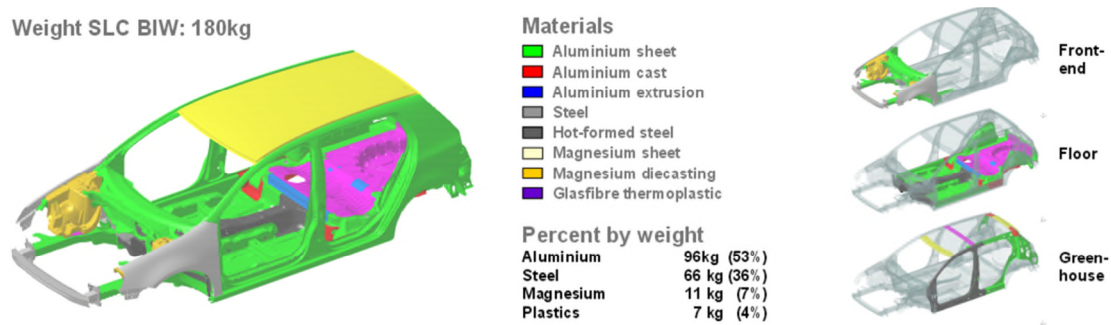 Weight SLC BIW: 180kg
Materials
Aluminium sheet
Aluminium cast
Aluminium extrusion
Steel
Hot-formed steel
Magnesium sheet
Magnesium diecasting
Glasfibre thermoplastic
Percent by weight
Aluminium 96kg (53%)
Steel 66 kg (36%)
Magnesium 11 kg (7%)
Plastics 7 kg (4%)
Front-
end
Floor
Green-
house